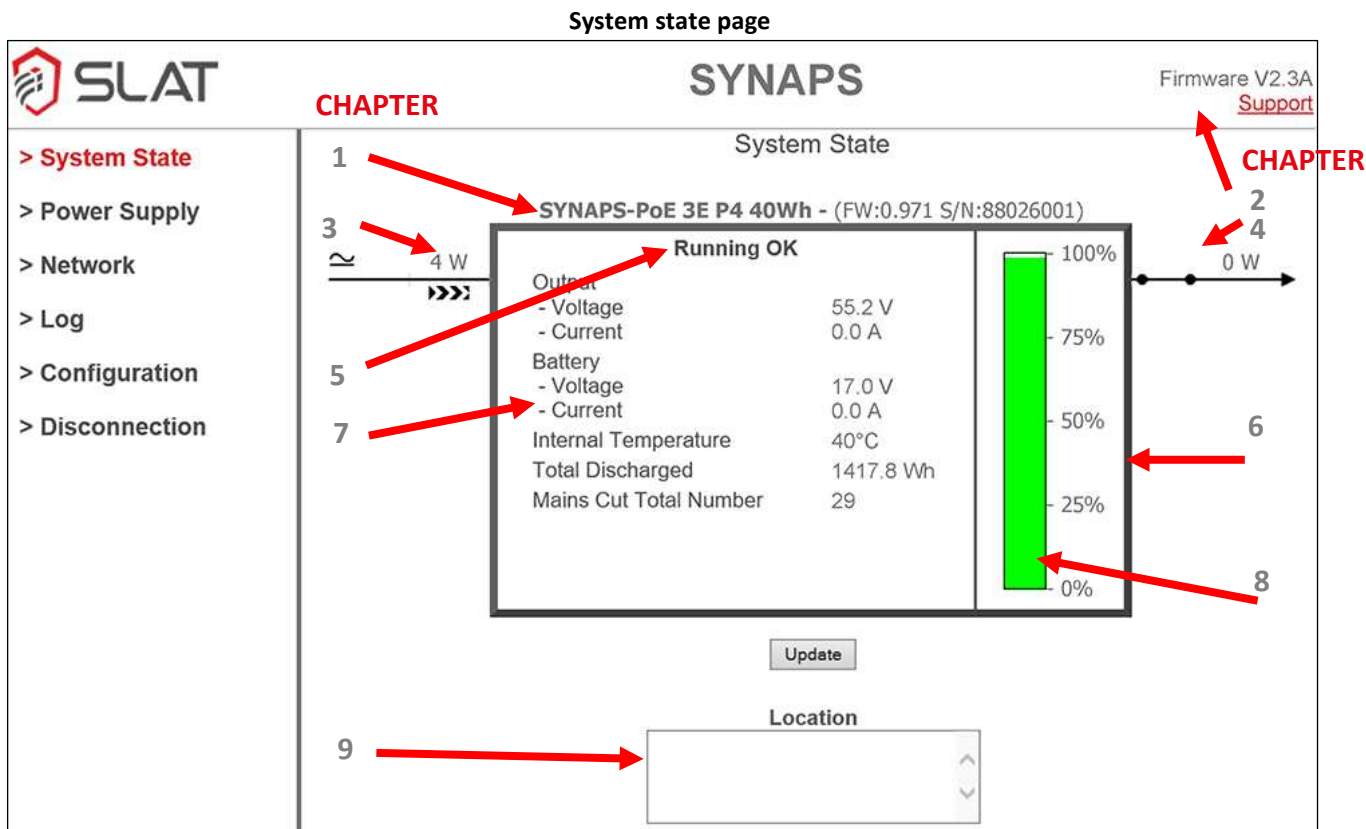 System state page
SLAT
SYNAPS
Firmware V2.3A
Support
CHAPTER
CHAPTER
> System State
> Power Supply
> Network
> Log
> Configuration
> Disconnection
System State
1
2
SYNAPS-PoE 3E P4 40Wh - (FW:0.971 S/N:88026001)
3
4
4 W
0 W
Running OK
Output
- Voltage 55.2 V
- Current 0.0 A
5
Battery
- Voltage 17.0 V
- Current 0.0 A
7
Internal Temperature 40°C
Total Discharged 1417.8 Wh
Mains Cut Total Number 29
100%
75%
50%
25%
0%
6
8
Update
Location
9